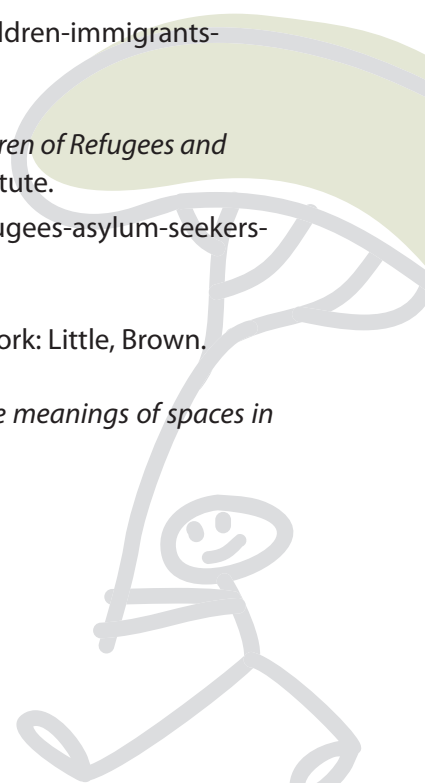 ldren-immigrants-
ren of Refugees and
tute.
ugees-asylum-seekers-
ork: Little, Brown.
e meanings of spaces in